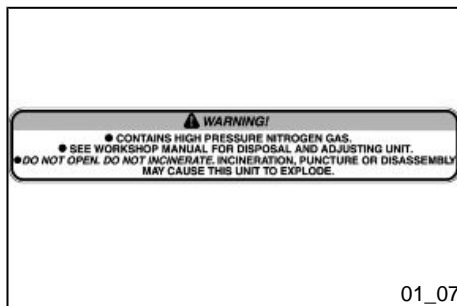 WARNING!
● CONTAINS HIGH PRESSURE NITROGEN GAS.
● SEE WORKSHOP MANUAL FOR DISPOSAL AND ADJUSTING UNIT.
● DO NOT OPEN. DO NOT INCINERATE. INCINERATION, PUNCTURE OR DISASSEMBLY
MAY CAUSE THIS UNIT TO EXPLODE.
01_07